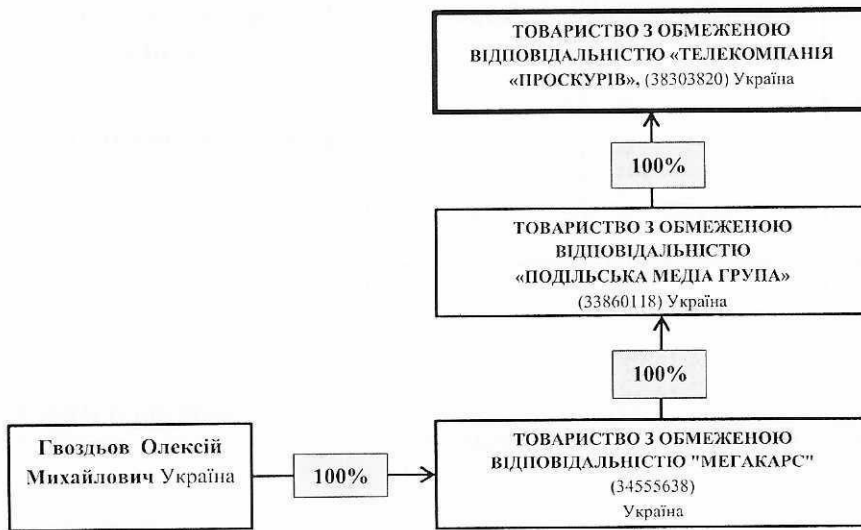 ТОВАРИСТВО З ОБМЕЖЕНОЮ
ВІДПОВІДАЛЬНІСТЮ «ТЕЛЕКОМПАНІЯ
«ПРОСКУРІВ», (38303820) Україна
100%
ТОВАРИСТВО З ОБМЕЖЕНОЮ
ВІДПОВІДАЛЬНІСТЮ
«ПОДІЛЬСЬКА МЕДІА ГРУПА»
(33860118) Україна
100%
Гвоздьов Олексій
Михайлович Україна
100%
ТОВАРИСТВО З ОБМЕЖЕНОЮ
ВІДПОВІДАЛЬНІСТЮ "МЕГАКАРС"
(34555638)
Україна